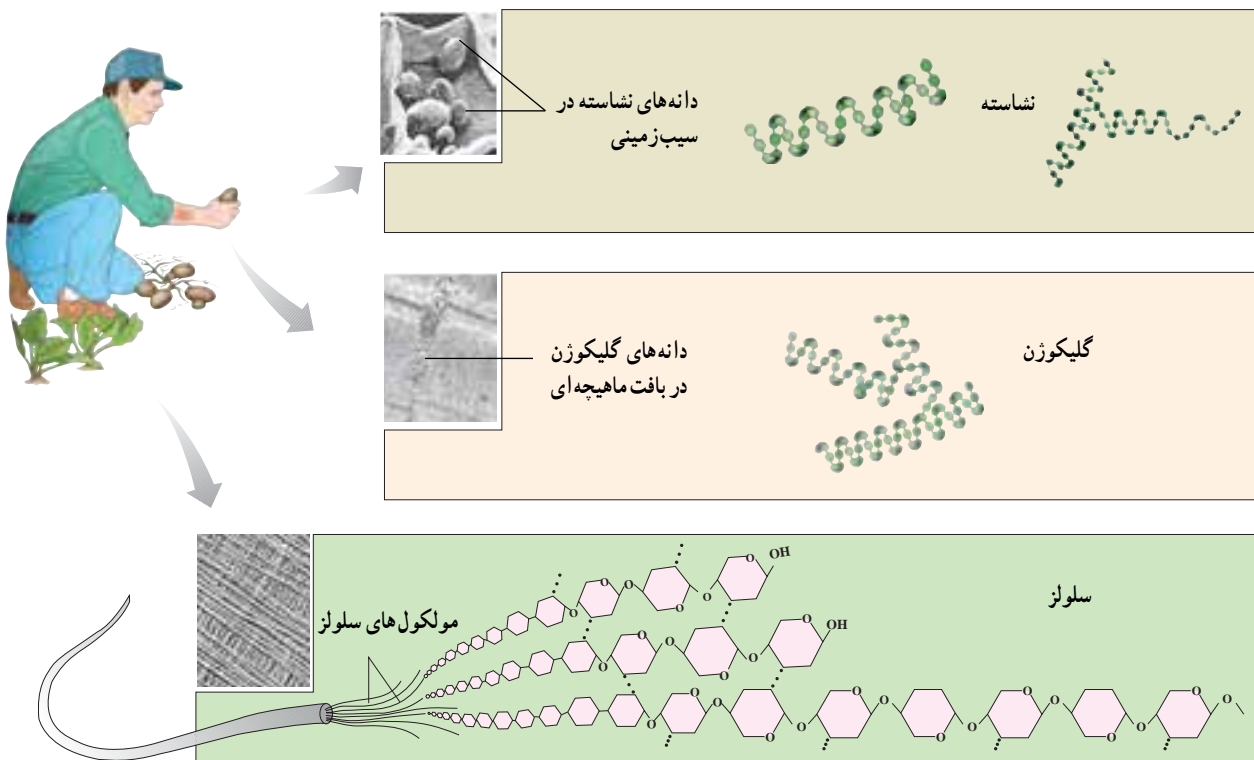 نشاسته
دانه‌های نشاسته در
سیب‌زمینی
گلیکوژن
دانه‌های گلیکوژن
در بافت ماهیچه‌ای
سلولز
مولکول‌های سلولز
O O O O O O O OH
O O O O O O O OH
O O O O O O O O O O O O O O